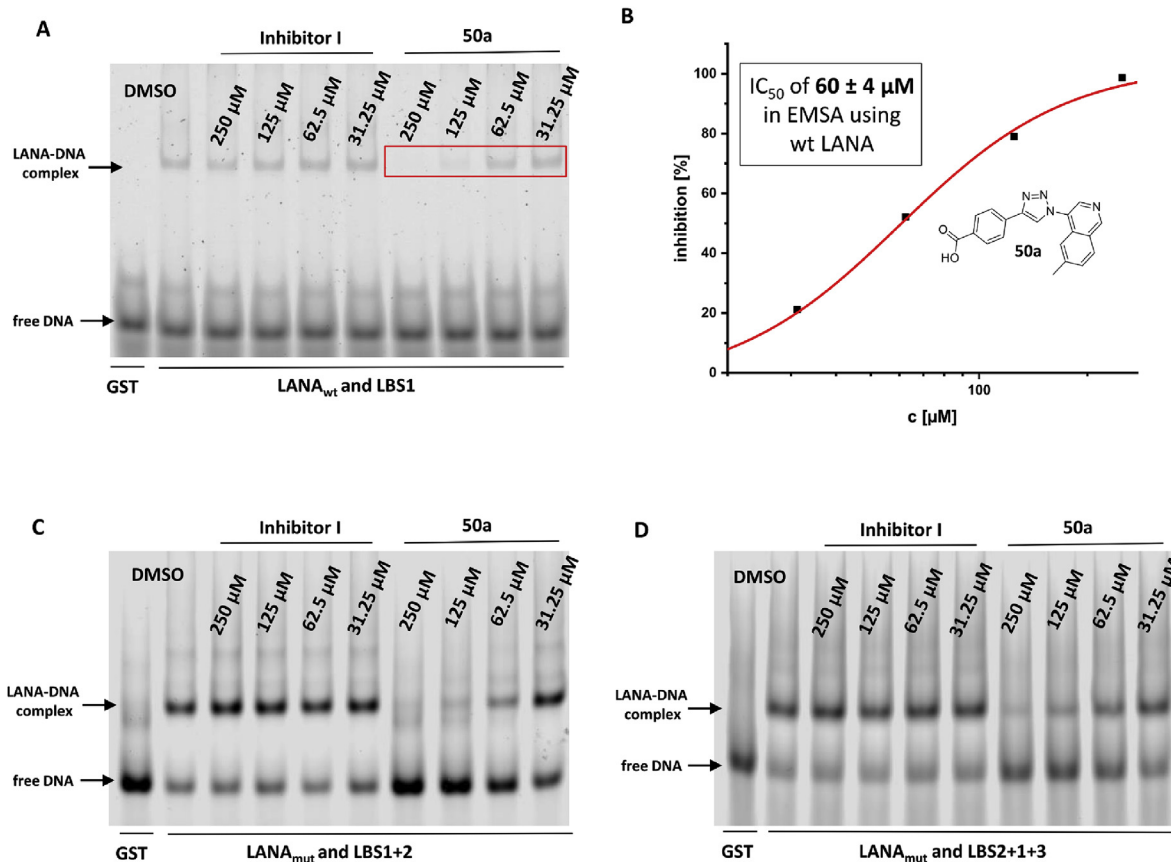 A
Inhibitor I
50a
DMSO
250 µM
125 µM
62.5 µM
31.25 µM
250 µM
125 µM
62.5 µM
31.25 µM
LANA-DNA
complex
free DNA
GST
LANAwt and LBS1
B
inhibition [%]
100
80
60
40
20
0
IC50 of 60 ± 4 µM
in EMSA using
wt LANA
N
N
N
N
O
HO
50a
100
c [µM]
C
Inhibitor I
50a
DMSO
250 µM
125 µM
62.5 µM
31.25 µM
250 µM
125 µM
62.5 µM
31.25 µM
LANA-DNA
complex
free DNA
GST
LANAmut and LBS1+2
D
Inhibitor I
50a
DMSO
250 µM
125 µM
62.5 µM
31.25 µM
250 µM
125 µM
62.5 µM
31.25 µM
LANA-DNA
complex
free DNA
GST
LANAmut and LBS2+1+3